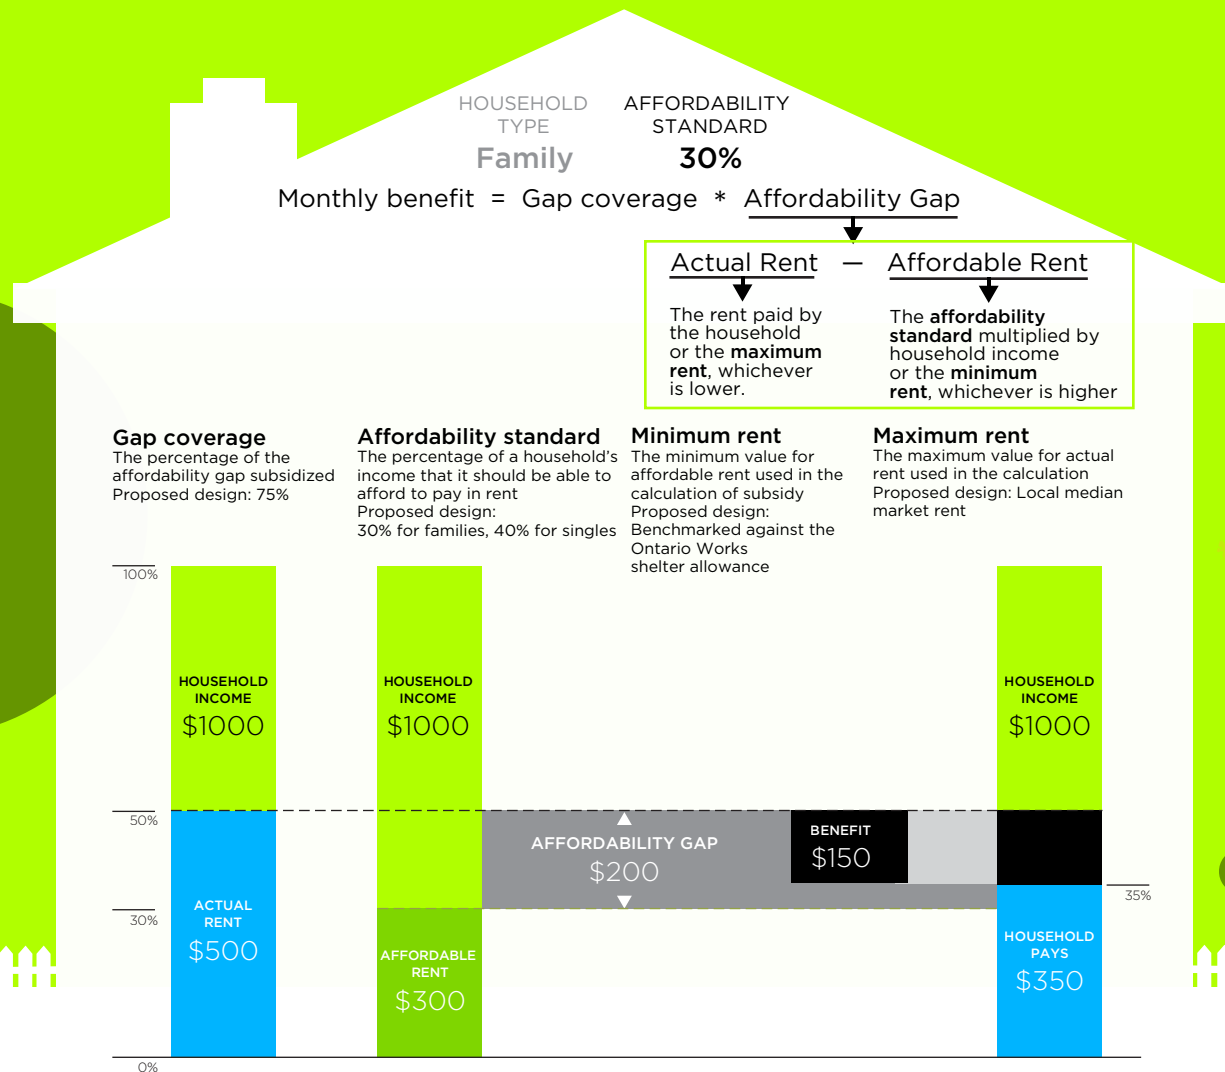 HOUSEHOLD
TYPE
Family
AFFORDABILITY
STANDARD
30%
Monthly benefit = Gap coverage * Affordability Gap
Actual Rent — Affordable Rent
The rent paid by
the household
or the maximum
rent, whichever
is lower.
The affordability
standard multiplied by
household income
or the minimum
rent, whichever is higher
Gap coverage
The percentage of the
affordability gap subsidized
Proposed design: 75%
Affordability standard
The percentage of a household's
income that it should be able to
afford to pay in rent
Proposed design:
30% for families, 40% for singles
Minimum rent
The minimum value for
affordable rent used in the
calculation of subsidy
Proposed design:
Benchmarked against the
Ontario Works
shelter allowance
Maximum rent
The maximum value for actual
rent used in the calculation
Proposed design: Local median
market rent
100%
50%
30%
0%
HOUSEHOLD
INCOME
$1000
ACTUAL
RENT
$500
HOUSEHOLD
INCOME
$1000
AFFORDABLE
RENT
$300
AFFORDABILITY GAP
$200
BENEFIT
$150
HOUSEHOLD
INCOME
$1000
35%
HOUSEHOLD
PAYS
$350